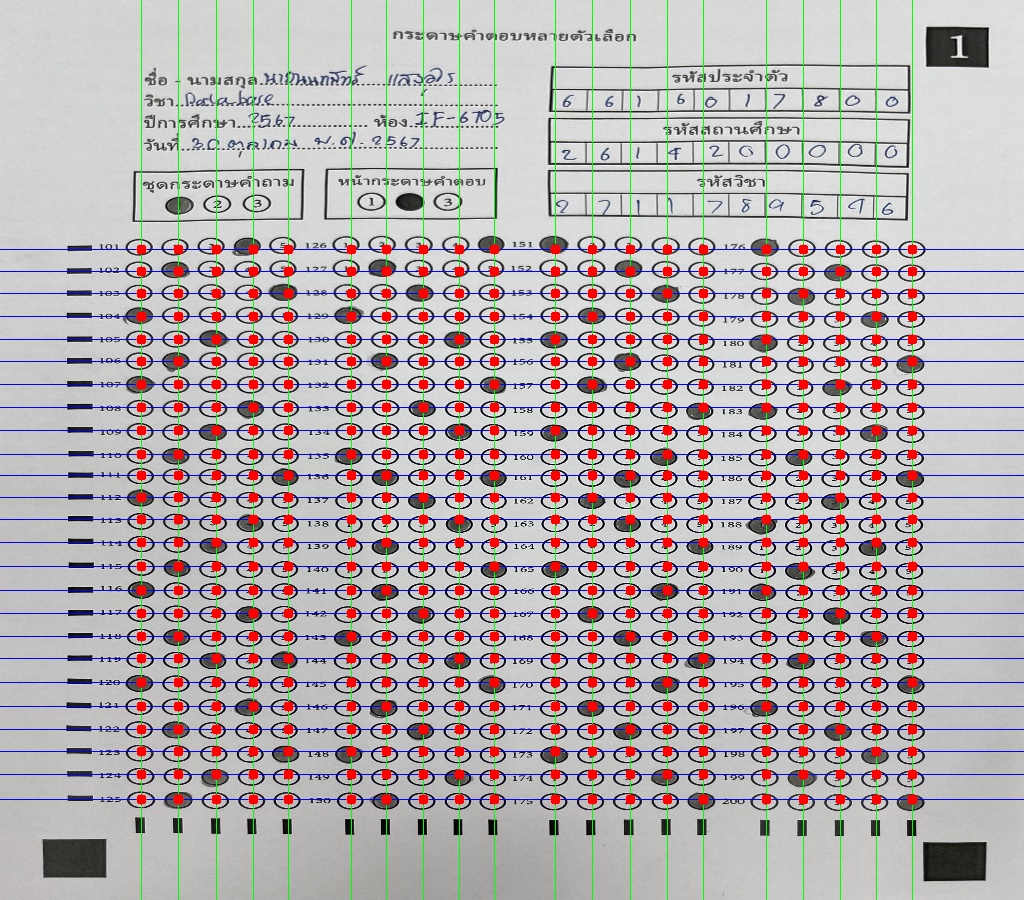 กระดาษคำตอบหลายตัวเลือก
1
ชื่อ - นามสกุล
วิชา Database
ปีการศึกษา 2567 ห้อง IF-6705
วันที่ 20 ตุลาคม พ.ศ. 2567
รหัสประจำตัว
6 6 1 6 0 1 7 8 0 0
รหัสสถานศึกษา
2 6 1 4 2 0 0 0 0 0
รหัสวิชา
2 7 1 1 7 8 9 5 9 6
ชุดกระดาษคำถาม
2 3
หน้ากระดาษคำตอบ
1 3
101 126 151 176
102 127 152 177
103 128 153 178
104 129 154 179
105 130 155 180
106 131 156 181
107 132 157 182
108 133 158 183
109 134 159 184
110 135 160 185
111 136 161 186
112 137 162 187
113 138 163 188
114 139 164 189
115 140 165 190
116 141 166 191
117 142 167 192
118 143 168 193
119 144 169 194
120 145 170 195
121 146 171 196
122 147 172 197
123 148 173 198
124 149 174 199
125 150 175 200